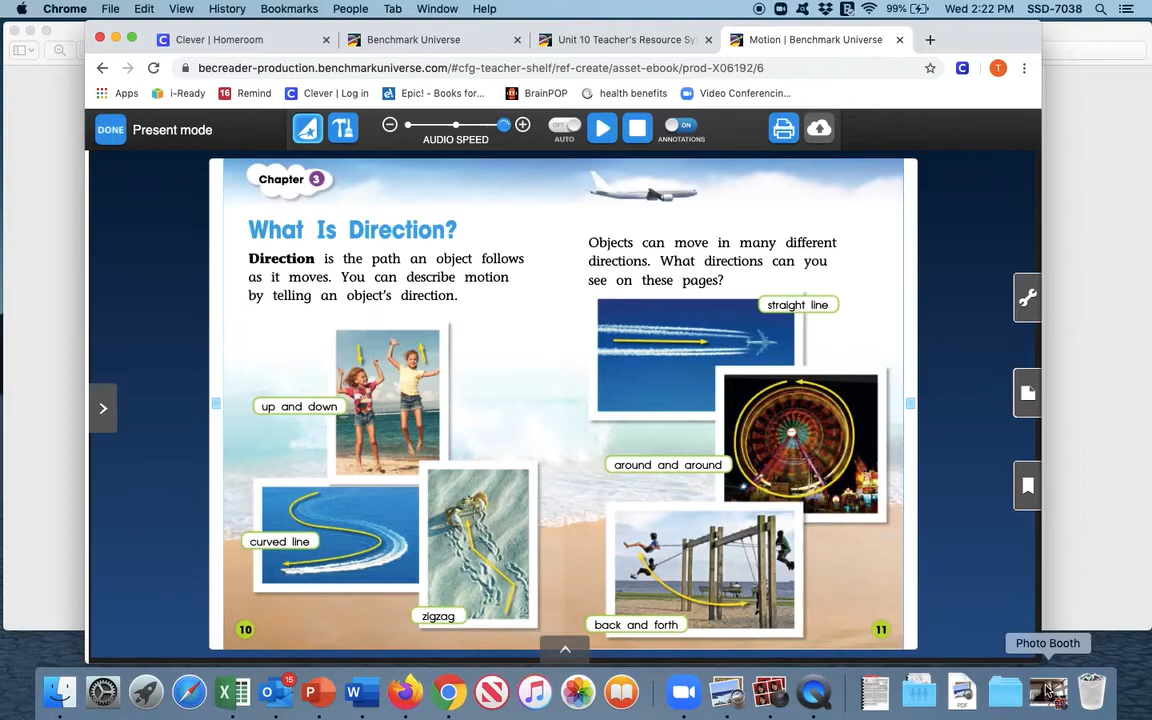 Chrome File Edit View History Bookmarks People Tab Window Help 99% Wed 2:22 PM SSD-7038
Clever | Homeroom Benchmark Universe Unit 10 Teacher's Resource Sy Motion | Benchmark Universe
becreader-production.benchmarkuniverse.com/#cfg-teacher-shelf/ref-create/asset-ebook/prod-X06192/6
Apps i-Ready 16 Remind Clever | Log in Epic! - Books for... BrainPOP health benefits Video Conferencin...
DONE Present mode AUDIO SPEED OFF AUTO ON ANNOTATIONS
Chapter 3
What Is Direction?
Direction is the path an object follows
as it moves. You can describe motion
by telling an object's direction.
up and down
curved line
zigzag
10
Objects can move in many different
directions. What directions can you
see on these pages?
straight line
around and around
back and forth
11
Photo Booth
15
PDF